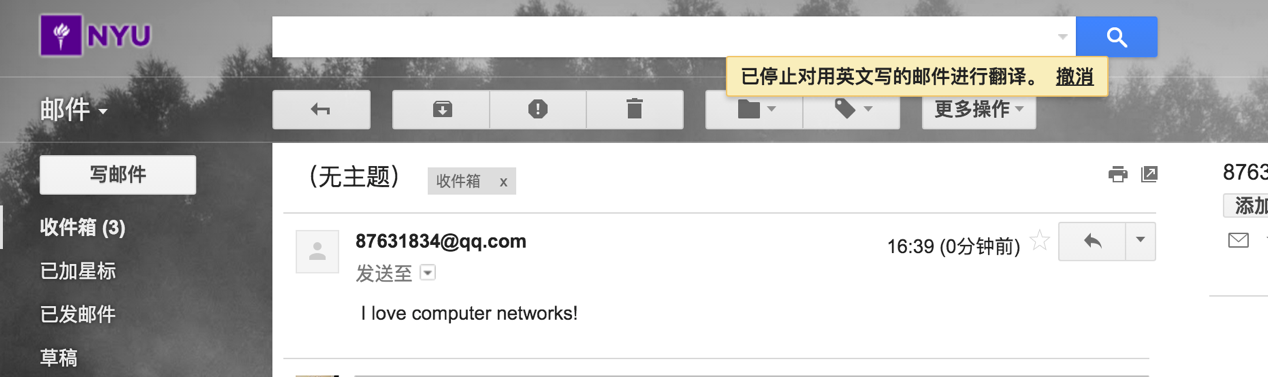 NYU
已停止对用英文写的邮件进行翻译。 撤消
邮件
更多操作
写邮件
(无主题)
收件箱 x
8763
添加
收件箱 (3)
87631834@qq.com
16:39 (0分钟前)
已加星标
发送至
I love computer networks!
已发邮件
草稿